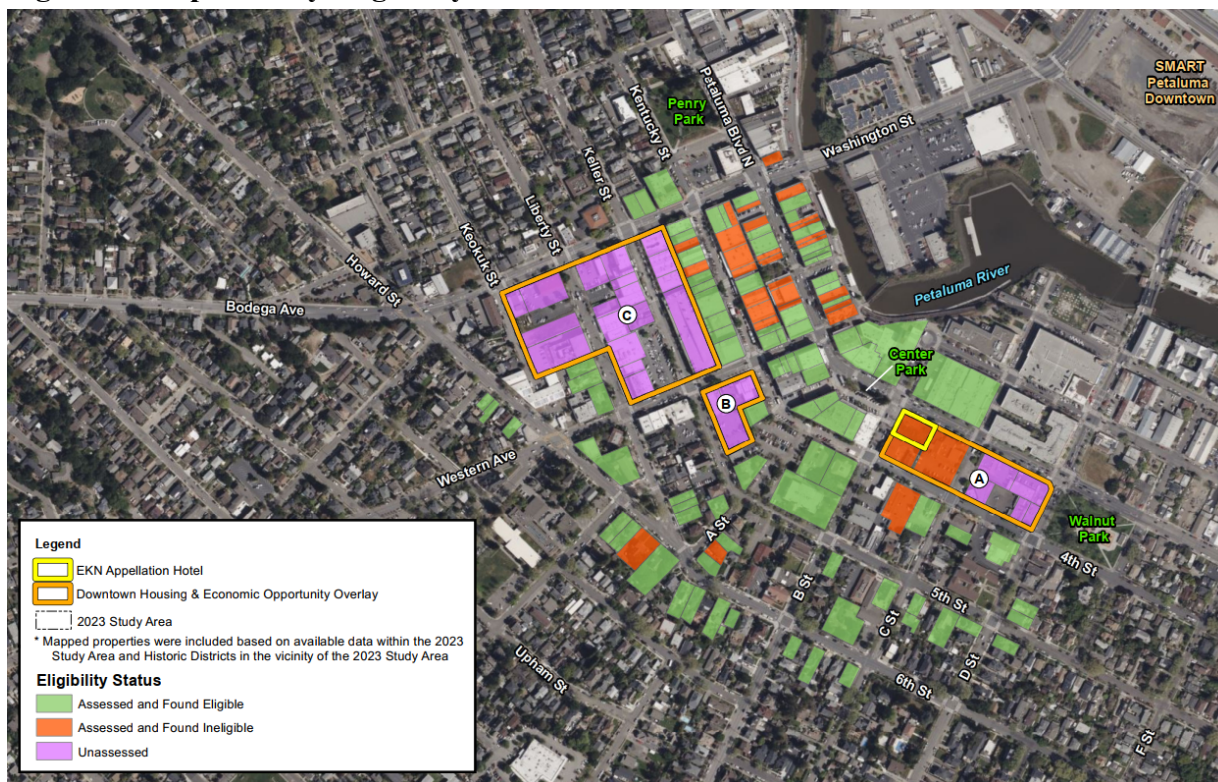 SMART
Petaluma
Downtown
Penry
Park
Petaluma Blvd N
Kentucky St
Washington St
Keller St
Liberty St
Keokuk St
Howard St
Bodega Ave
Petaluma River
C
Center
Park
B
Western Ave
A
Walnut
Park
A St
4th St
B St
5th St
C St
D St
6th St
Upham St
F St
Legend
EKN Appellation Hotel
Downtown Housing & Economic Opportunity Overlay
2023 Study Area
* Mapped properties were included based on available data within the 2023
Study Area and Historic Districts in the vicinity of the 2023 Study Area
Eligibility Status
Assessed and Found Eligible
Assessed and Found Ineligible
Unassessed